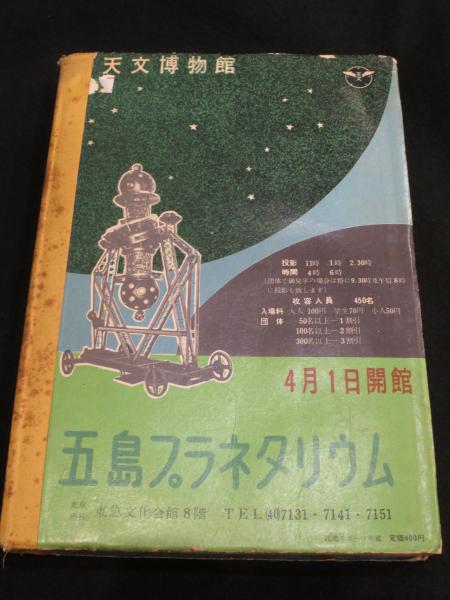 天文博物館
投影 11時 1時 2.30時
時間 4時 6時
(団体で御見学の場合は特に9.30時及午后8時
に投影も致します)
収容人員 450名
入場料 大人100円 学生70円 小人50円
団体 50名以上—1割引
100名以上—2割引
300名以上—3割引
4月1日開館
五島プラネタリウム
東京
渋谷 東急文化会館8階 TEL(40)7131・7141・7151
定価400円